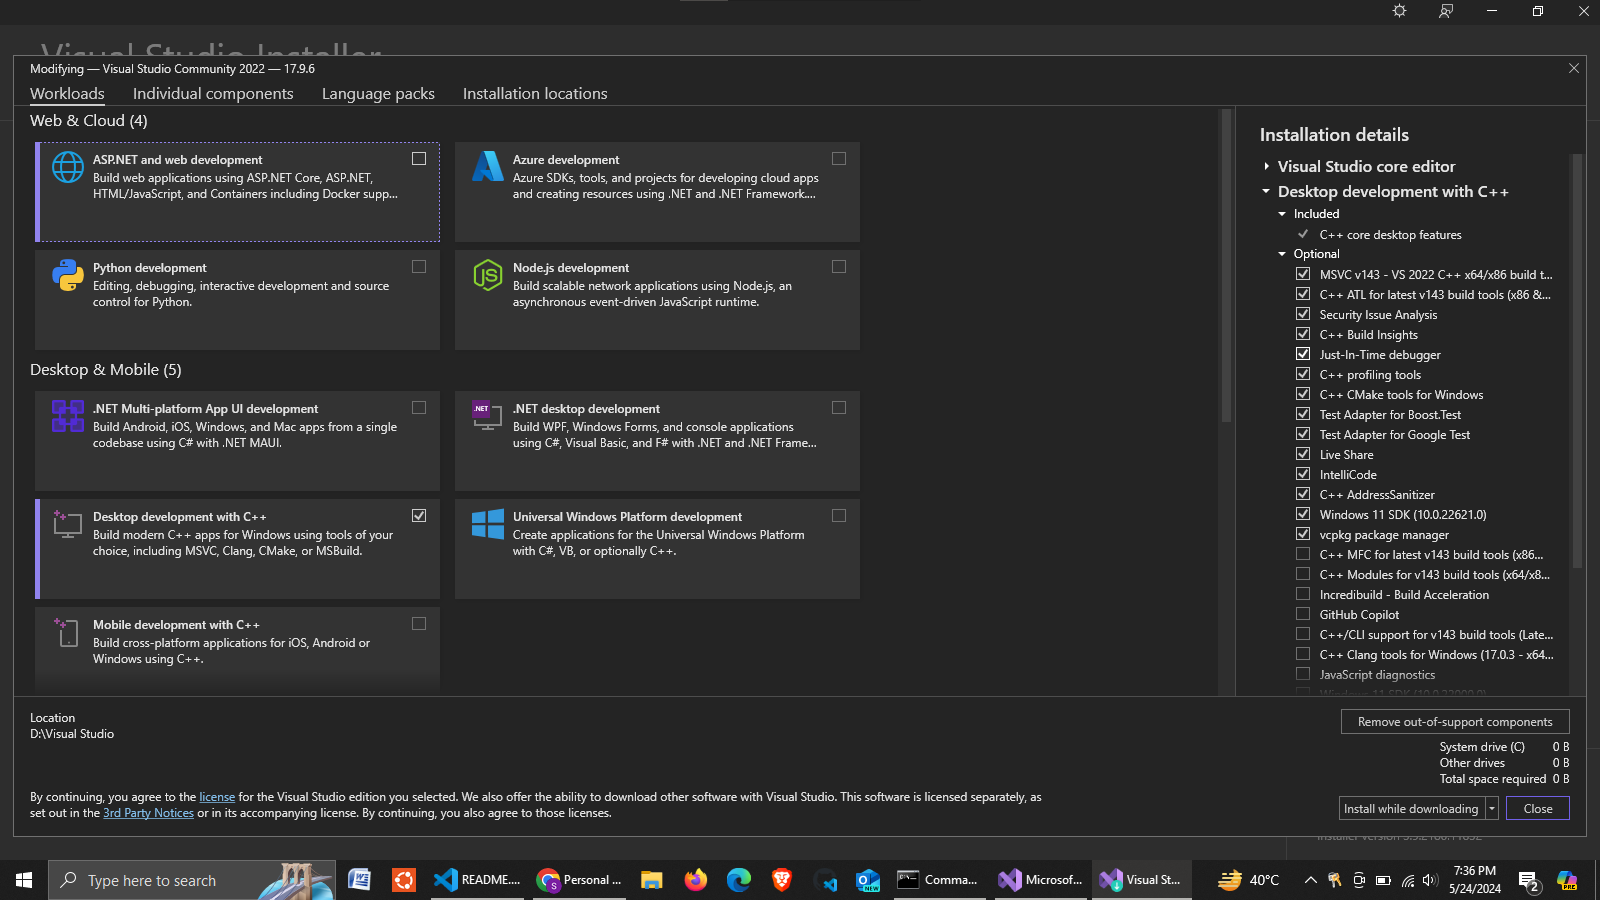 Visual Studio Installer
Modifying — Visual Studio Community 2022 — 17.9.6
Workloads
Individual components
Language packs
Installation locations
Web & Cloud (4)
ASP.NET and web development
Build web applications using ASP.NET Core, ASP.NET,
HTML/JavaScript, and Containers including Docker supp...
Azure development
Azure SDKs, tools, and projects for developing cloud apps
and creating resources using .NET and .NET Framework....
Python development
Editing, debugging, interactive development and source
control for Python.
Node.js development
Build scalable network applications using Node.js, an
asynchronous event-driven JavaScript runtime.
Desktop & Mobile (5)
.NET Multi-platform App UI development
Build Android, iOS, Windows, and Mac apps from a single
codebase using C# with .NET MAUI.
.NET
.NET desktop development
Build WPF, Windows Forms, and console applications
using C#, Visual Basic, and F# with .NET and .NET Frame...
Desktop development with C++
Build modern C++ apps for Windows using tools of your
choice, including MSVC, Clang, CMake, or MSBuild.
Universal Windows Platform development
Create applications for the Universal Windows Platform
with C#, VB, or optionally C++.
Mobile development with C++
Build cross-platform applications for iOS, Android or
Windows using C++.
Installation details
Visual Studio core editor
Desktop development with C++
Included
C++ core desktop features
Optional
MSVC v143 - VS 2022 C++ x64/x86 build t...
C++ ATL for latest v143 build tools (x86 &...
Security Issue Analysis
C++ Build Insights
Just-In-Time debugger
C++ profiling tools
C++ CMake tools for Windows
Test Adapter for Boost.Test
Test Adapter for Google Test
Live Share
IntelliCode
C++ AddressSanitizer
Windows 11 SDK (10.0.22621.0)
vcpkg package manager
C++ MFC for latest v143 build tools (x86...
C++ Modules for v143 build tools (x64/x8...
Incredibuild - Build Acceleration
GitHub Copilot
C++/CLI support for v143 build tools (Late...
C++ Clang tools for Windows (17.0.3 - x64...
JavaScript diagnostics
Windows 11 SDK (10.0.22000.0)
Location
D:\Visual Studio
Remove out-of-support components
System drive (C) 0 B
Other drives 0 B
Total space required 0 B
By continuing, you agree to the license for the Visual Studio edition you selected. We also offer the ability to download other software with Visual Studio. This software is licensed separately, as
set out in the 3rd Party Notices or in its accompanying license. By continuing, you also agree to those licenses.
Install while downloading
Close
Installer version
Type here to search
README....
Personal ...
NEW
Comma...
Microsof...
Visual St...
40°C
7:36 PM
5/24/2024
2
PRE